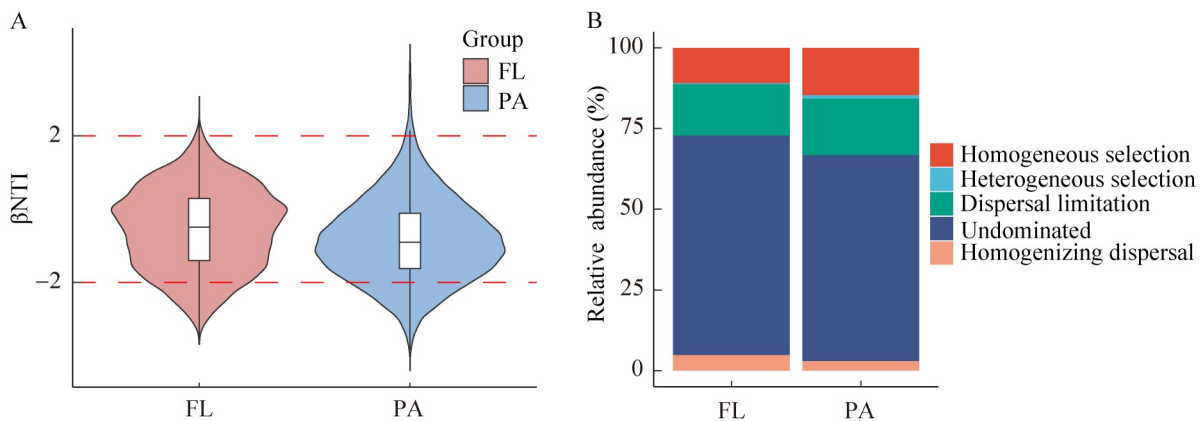 A
Group
FL
PA
2
−2
βNTI
FL
PA
B
100
75
50
25
0
Relative abundance (%)
FL
PA
Homogeneous selection
Heterogeneous selection
Dispersal limitation
Undominated
Homogenizing dispersal